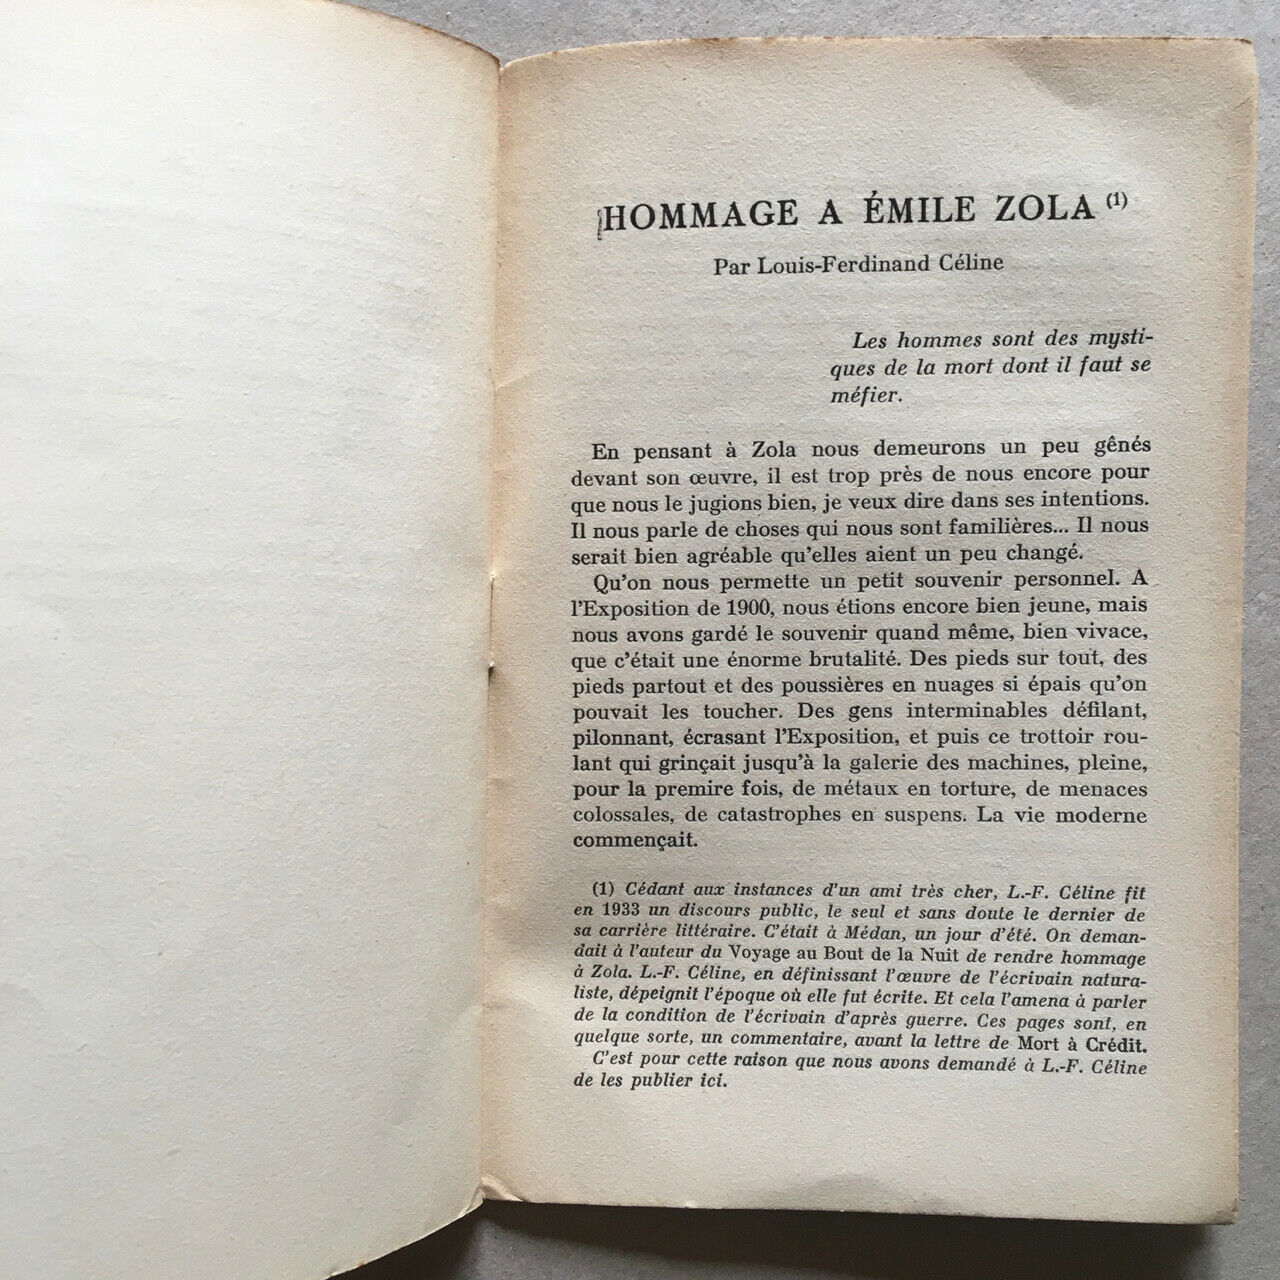 HOMMAGE A ÉMILE ZOLA (1)
Par Louis-Ferdinand Céline
Les hommes sont des mysti-
ques de la mort dont il faut se
méfier.
En pensant à Zola nous demeurons un peu gênés
devant son œuvre, il est trop près de nous encore pour
que nous le jugions bien, je veux dire dans ses intentions.
Il nous parle de choses qui nous sont familières... Il nous
serait bien agréable qu'elles aient un peu changé.
Qu'on nous permette un petit souvenir personnel. A
l'Exposition de 1900, nous étions encore bien jeune, mais
nous avons gardé le souvenir quand même, bien vivace,
que c'était une énorme brutalité. Des pieds sur tout, des
pieds partout et des poussières en nuages si épais qu'on
pouvait les toucher. Des gens interminables défilant,
pilonnant, écrasant l'Exposition, et puis ce trottoir rou-
lant qui grinçait jusqu'à la galerie des machines, pleine,
pour la premire fois, de métaux en torture, de menaces
colossales, de catastrophes en suspens. La vie moderne
commençait.
(1) Cédant aux instances d'un ami très cher, L.-F. Céline fit
en 1933 un discours public, le seul et sans doute le dernier de
sa carrière littéraire. C'était à Médan, un jour d'été. On deman-
dait à l'auteur du Voyage au Bout de la Nuit de rendre hommage
à Zola. L.-F. Céline, en définissant l'œuvre de l'écrivain natura-
liste, dépeignit l'époque où elle fut écrite. Et cela l'amena à parler
de la condition de l'écrivain d'après guerre. Ces pages sont, en
quelque sorte, un commentaire, avant la lettre de Mort à Crédit.
C'est pour cette raison que nous avons demandé à L.-F. Céline
de les publier ici.